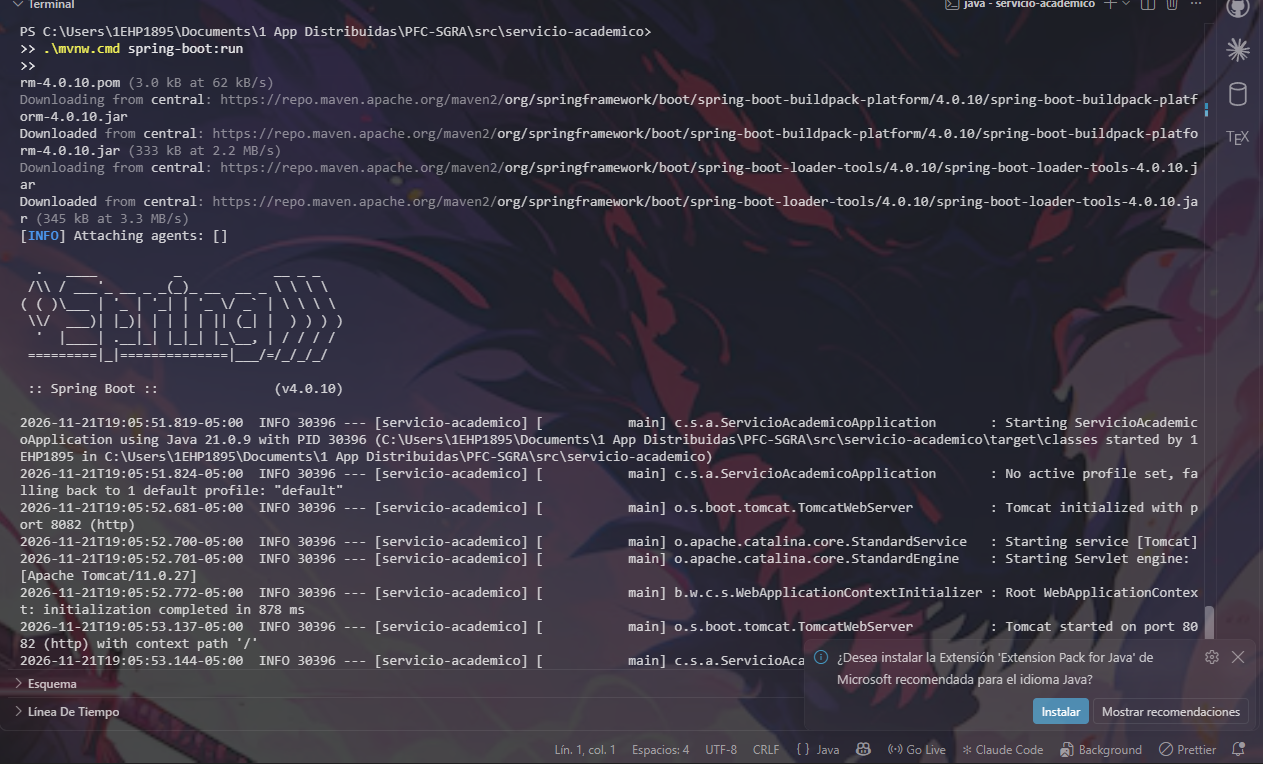 Terminal
java - servicio-academico
PS C:\Users\1EHP1895\Documents\1 App Distribuidas\PFC-SGRA\src\servicio-academico>
>> .\mvnw.cmd spring-boot:run
>>
rm-4.0.10.pom (3.0 kB at 62 kB/s)
Downloading from central: https://repo.maven.apache.org/maven2/org/springframework/boot/spring-boot-buildpack-platform/4.0.10/spring-boot-buildpack-platf
orm-4.0.10.jar
Downloaded from central: https://repo.maven.apache.org/maven2/org/springframework/boot/spring-boot-buildpack-platform/4.0.10/spring-boot-buildpack-platfo
rm-4.0.10.jar (333 kB at 2.2 MB/s)
Downloading from central: https://repo.maven.apache.org/maven2/org/springframework/boot/spring-boot-loader-tools/4.0.10/spring-boot-loader-tools-4.0.10.j
ar
Downloaded from central: https://repo.maven.apache.org/maven2/org/springframework/boot/spring-boot-loader-tools/4.0.10/spring-boot-loader-tools-4.0.10.ja
r (345 kB at 3.3 MB/s)
[INFO] Attaching agents: []
:: Spring Boot :: (v4.0.10)
2026-11-21T19:05:51.819-05:00 INFO 30396 --- [servicio-academico] [ main] c.s.a.ServicioAcademicoApplication : Starting ServicioAcademic
oApplication using Java 21.0.9 with PID 30396 (C:\Users\1EHP1895\Documents\1 App Distribuidas\PFC-SGRA\src\servicio-academico\target\classes started by 1
EHP1895 in C:\Users\1EHP1895\Documents\1 App Distribuidas\PFC-SGRA\src\servicio-academico)
2026-11-21T19:05:51.824-05:00 INFO 30396 --- [servicio-academico] [ main] c.s.a.ServicioAcademicoApplication : No active profile set, fa
lling back to 1 default profile: "default"
2026-11-21T19:05:52.681-05:00 INFO 30396 --- [servicio-academico] [ main] o.s.boot.tomcat.TomcatWebServer : Tomcat initialized with p
ort 8082 (http)
2026-11-21T19:05:52.700-05:00 INFO 30396 --- [servicio-academico] [ main] o.apache.catalina.core.StandardService : Starting service [Tomcat]
2026-11-21T19:05:52.701-05:00 INFO 30396 --- [servicio-academico] [ main] o.apache.catalina.core.StandardEngine : Starting Servlet engine:
[Apache Tomcat/11.0.27]
2026-11-21T19:05:52.772-05:00 INFO 30396 --- [servicio-academico] [ main] b.w.c.s.WebApplicationContextInitializer : Root WebApplicationContex
t: initialization completed in 878 ms
2026-11-21T19:05:53.137-05:00 INFO 30396 --- [servicio-academico] [ main] o.s.boot.tomcat.TomcatWebServer : Tomcat started on port 80
82 (http) with context path '/'
2026-11-21T19:05:53.144-05:00 INFO 30396 --- [servicio-academico] [ main] c.s.a.ServicioAca
¿Desea instalar la Extensión 'Extension Pack for Java' de
Microsoft recomendada para el idioma Java?
Instalar
Mostrar recomendaciones
Esquema
Línea De Tiempo
Lín. 1, col. 1
Espacios: 4
UTF-8
CRLF
{ } Java
Go Live
Claude Code
Background
Prettier
TEX